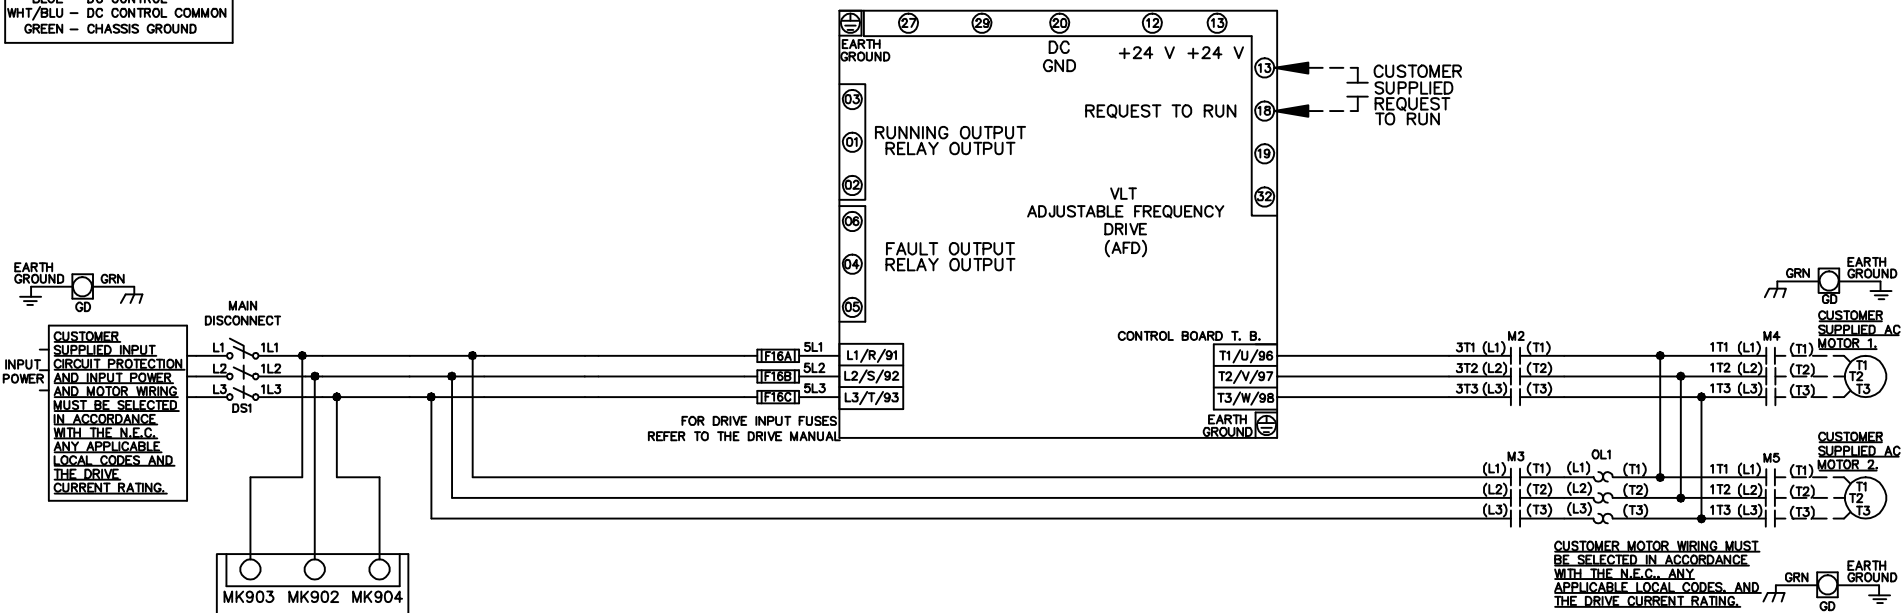 WHT/BLU – DC CONTROL COMMON
GREEN – CHASSIS GROUND
EARTH
GROUND
27
29
20
12
13
DC
GND
+24 V
+24 V
13
REQUEST TO RUN
18
19
32
CUSTOMER
SUPPLIED
REQUEST
TO RUN
03
01
02
RUNNING OUTPUT
RELAY OUTPUT
06
04
05
FAULT OUTPUT
RELAY OUTPUT
VLT
ADJUSTABLE FREQUENCY
DRIVE
(AFD)
EARTH
GROUND
GRN
GD
MAIN
DISCONNECT
INPUT
POWER
CUSTOMER
SUPPLIED INPUT
CIRCUIT PROTECTION
AND INPUT POWER
AND MOTOR WIRING
MUST BE SELECTED
IN ACCORDANCE
WITH THE N.E.C.
ANY APPLICABLE
LOCAL CODES AND
THE DRIVE
CURRENT RATING.
L1
1L1
L2
1L2
L3
1L3
DS1
F16A
5L1
F16B
5L2
F16C
5L3
L1/R/91
L2/S/92
L3/T/93
FOR DRIVE INPUT FUSES
REFER TO THE DRIVE MANUAL
CONTROL BOARD T. B.
T1/U/96
T2/V/97
T3/W/98
EARTH
GROUND
M2
3T1 (L1) (T1)
3T2 (L2) (T2)
3T3 (L3) (T3)
M4
1T1 (L1) (T1)
1T2 (L2) (T2)
1T3 (L3) (T3)
GRN
GD
EARTH
GROUND
CUSTOMER
SUPPLIED AC
MOTOR 1.
T1
T2
T3
M3
(L1) (T1)
(L2) (T2)
(L3) (T3)
OL1
(L1) (T1)
(L2) (T2)
(L3) (T3)
M5
1T1 (L1) (T1)
1T2 (L2) (T2)
1T3 (L3) (T3)
CUSTOMER
SUPPLIED AC
MOTOR 2.
T1
T2
T3
MK903 MK902 MK904
CUSTOMER MOTOR WIRING MUST
BE SELECTED IN ACCORDANCE
WITH THE N.E.C.. ANY
APPLICABLE LOCAL CODES. AND
THE DRIVE CURRENT RATING.
GRN
GD
EARTH
GROUND